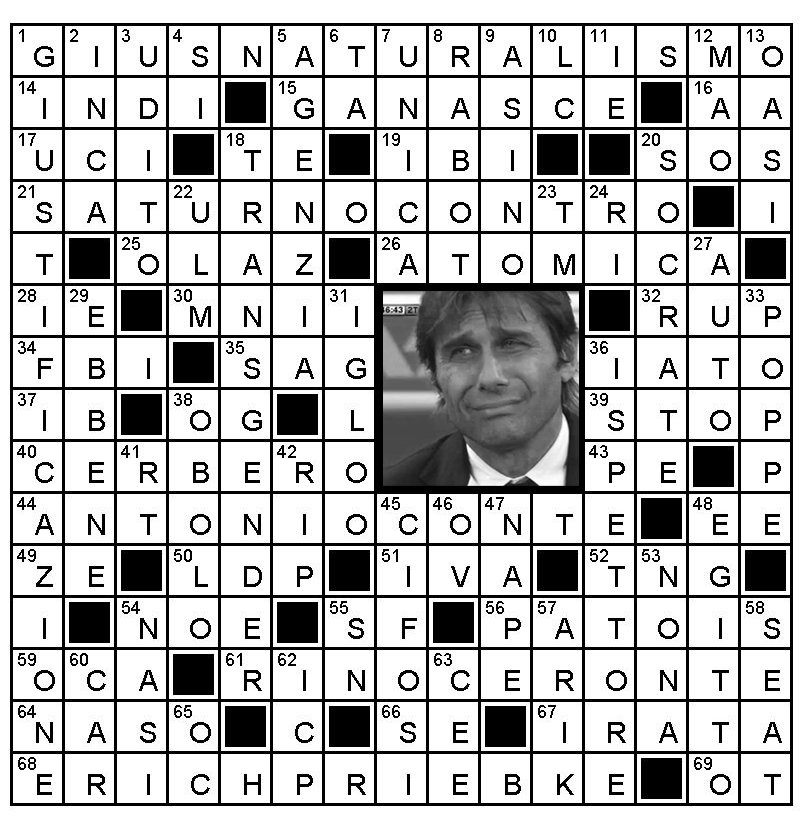 1 2 3 4 5 6 7 8 9 10 11 12 13
G I U S N A T U R A L I S M O
14 15 16
I N D I G A N A S C E A A
17 18 19 20
U C I T E I B I S O S
21 22 23 24
S A T U R N O C O N T R O I
25 26 27
T O L A Z A T O M I C A
28 29 30 31 32 33
I E M N I I R U P
46:43 2T
34 35 36
F B I S A G I A T O
37 38 39
I B O G L S T O P
40 41 42 43
C E R B E R O P E P
44 45 46 47 48
A N T O N I O C O N T E E E
49 50 51 52 53
Z E L D P I V A T N G
54 55 56 57 58
I N O E S F P A T O I S
59 60 61 62 63
O C A R I N O C E R O N T E
64 65 66 67
N A S O C S E I R A T A
68 69
E R I C H P R I E B K E O T